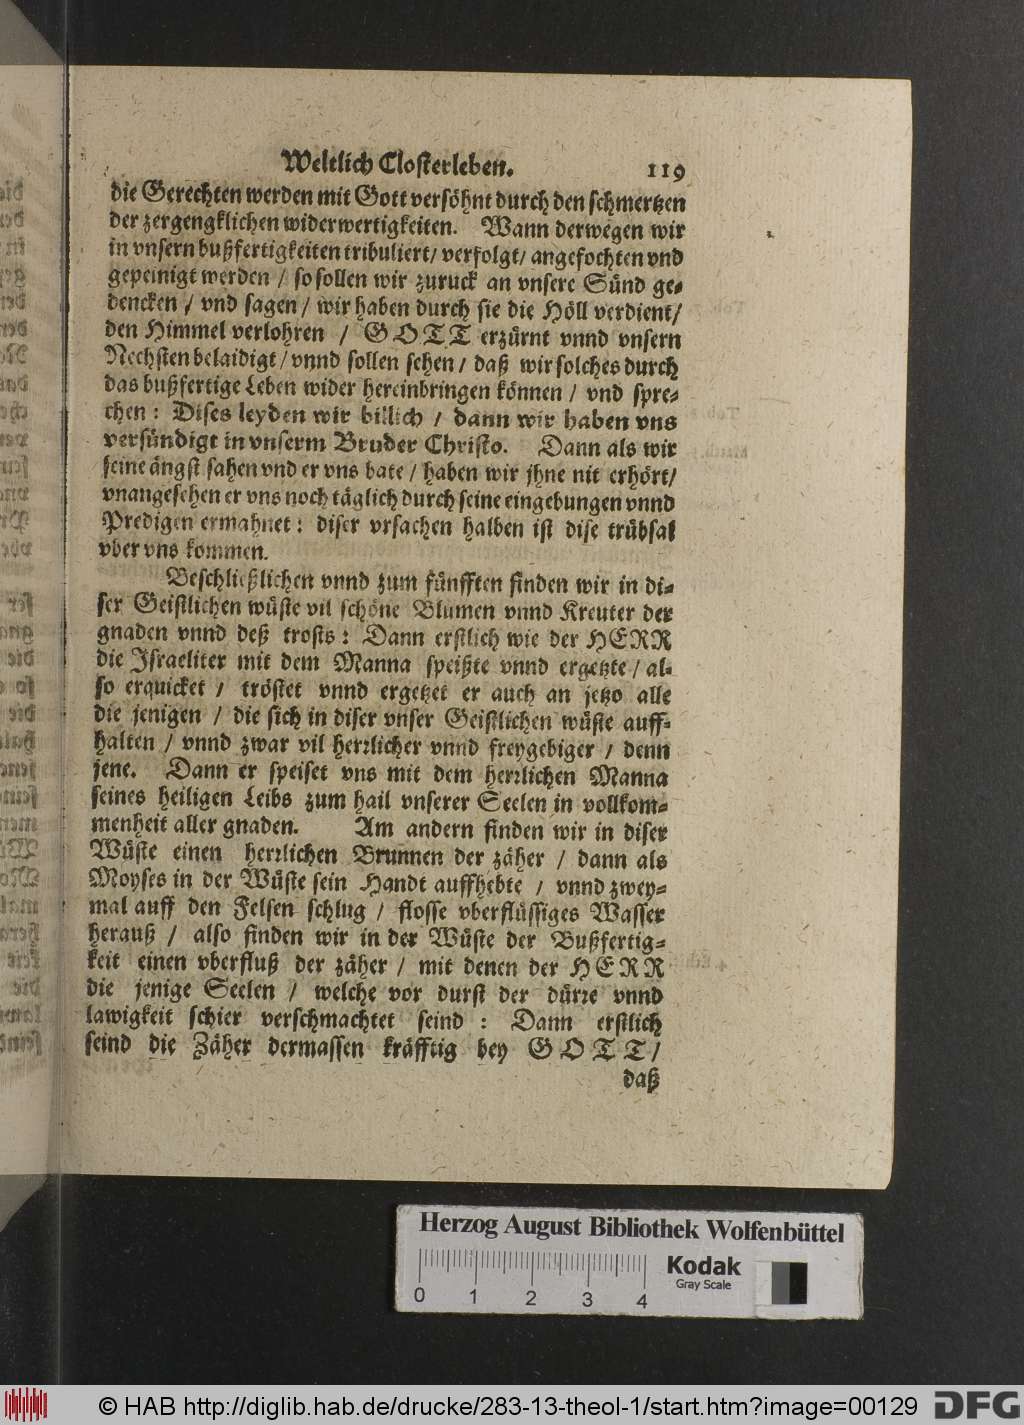 Weltlich Closterleben. 119
die Gerechten werden mit Gott versöhnt durch den schmertzen
der zergengklichen widerwertigkeiten. Wann derwegen wir
in vnsern bußfertigkeiten tribuliert/ verfolgt/ angefochten vnd
gepeinigt werden / so sollen wir zuruck an vnsere Sünd ge-
dencken / vnd sagen / wir haben durch sie die Höll verdient/
den Himmel verlohren / GOTT erzürnt vnnd vnsern
Nechsten belaidigt / vnnd sollen sehen / daß wir solches durch
das bußfertige Leben wider hereinbringen können / vnd spre-
chen: Dises leyden wir billich / dann wir haben vns
versündigt in vnserm Bruder Christo. Dann als wir
seine ängst sahen vnd er vns bate / haben wir jhne nit erhört/
vnangesehen er vns noch täglich durch seine eingebungen vnnd
Predigen ermahnet: diser vrsachen halben ist dise trübsal
vber vns kommen.
Beschließlichen vnnd zum fünfften finden wir in di-
ser Geistlichen wüste vil schöne Blumen vnnd Kreuter der
gnaden vnnd deß trosts: Dann erstlich wie der HERR
die Israeliter mit dem Manna speißte vnnd ergetzte / al-
so erquicket / tröstet vnnd ergetzet er auch an jetzo alle
die jenigen / die sich in diser vnser Geistlichen wüste auff-
halten / vnnd zwar vil herrlicher vnnd freygebiger / denn
jene. Dann er speiset vns mit dem herrlichen Manna
seines heiligen Leibs zum hail vnserer Seelen in vollkom-
menheit aller gnaden. Am andern finden wir in diser
Wüste einen herrlichen Brunnen der zäher / dann als
Moyses in der Wüste sein Handt auffhebte / vnnd zwey-
mal auff den Felsen schlug / flosse vberflüssiges Wasser
herauß / also finden wir in der Wüste der Bußfertig-
keit einen vberfluß der zäher / mit denen der HERR
die jenige Seelen / welche vor durst der dürre vnnd
lawigkeit schier verschmachtet seind : Dann erstlich
seind die Zäher dermassen kräfftig bey GOTT/
daß
Herzog August Bibliothek Wolfenbüttel
Kodak
Gray Scale
0 1 2 3 4
© HAB http://diglib.hab.de/drucke/283-13-theol-1/start.htm?image=00129 DFG